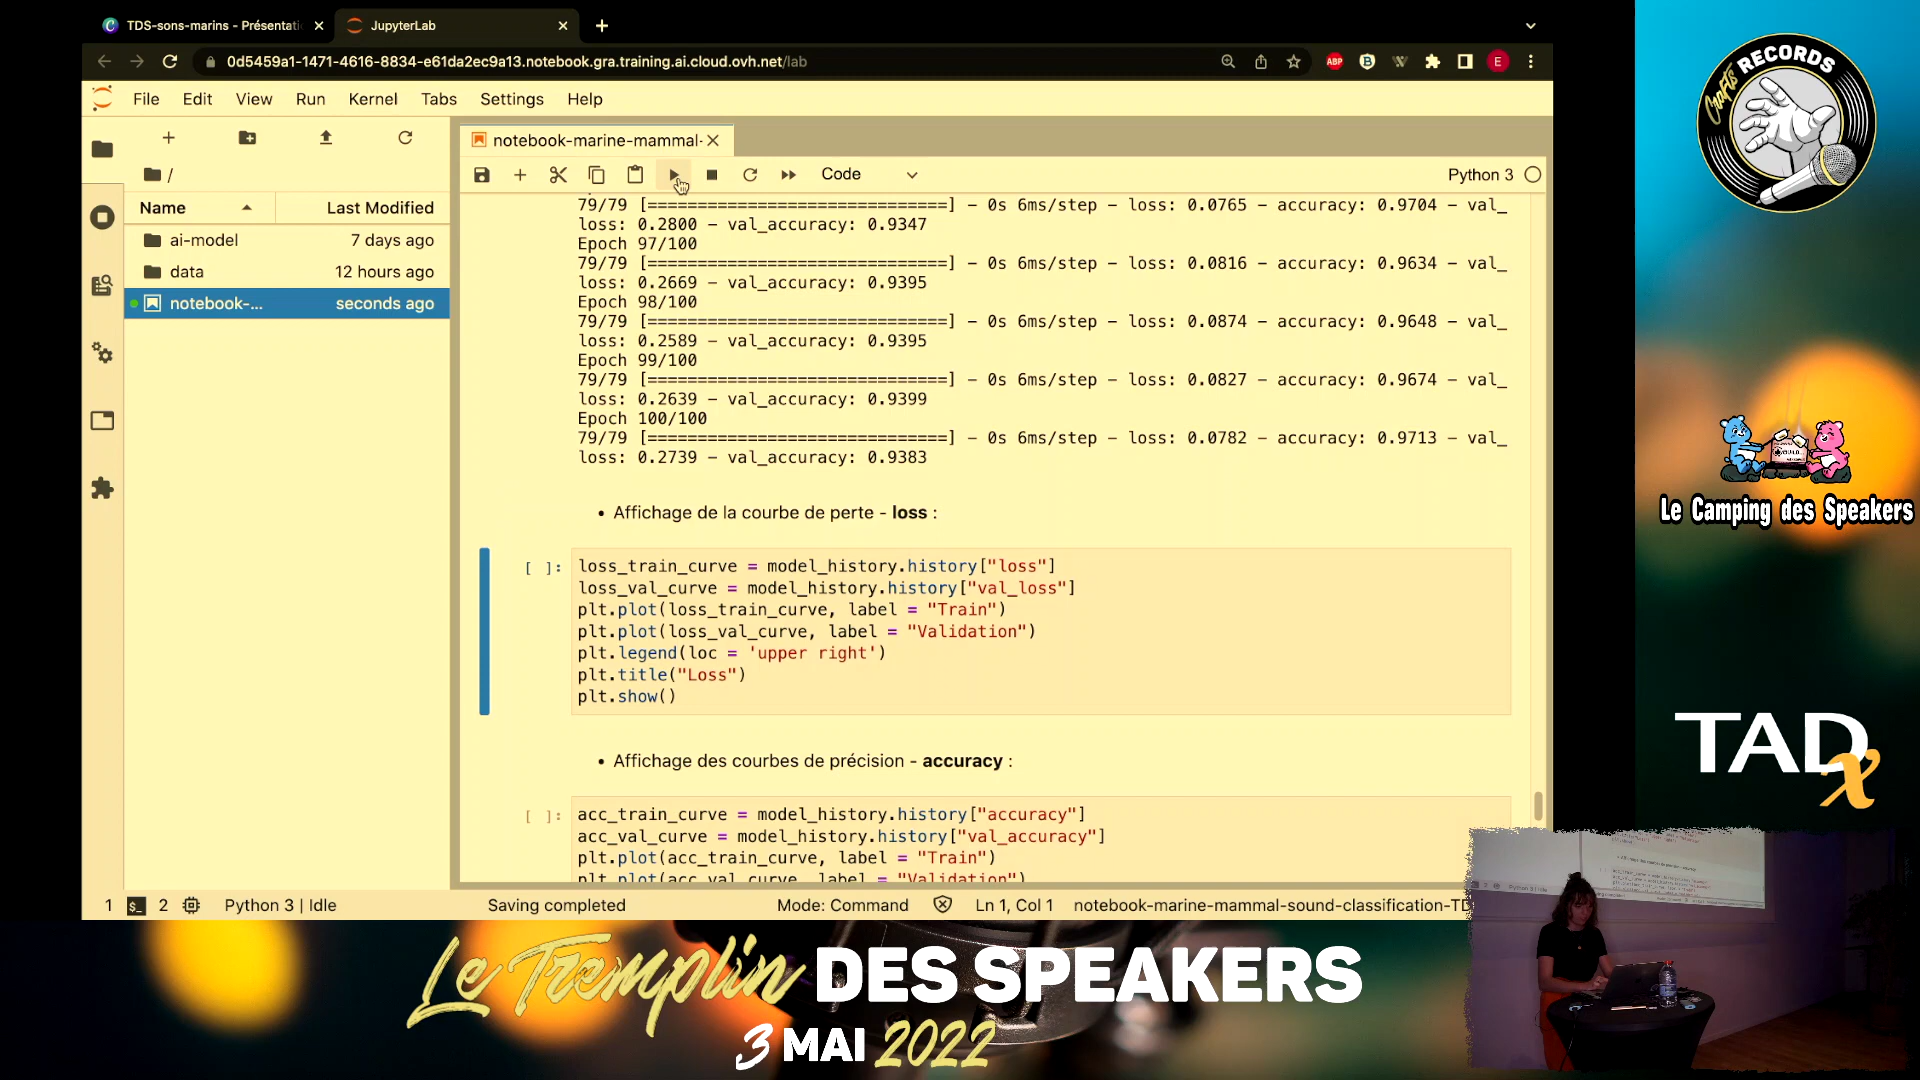 TDS-sons-marins - Présentati
JupyterLab
0d5459a1-1471-4616-8834-e61da2ec9a13.notebook.gra.training.ai.cloud.ovh.net/lab
ABP
B
W
E
File Edit View Run Kernel Tabs Settings Help
notebook-marine-mammal-
/
Code
Python 3
Name
Last Modified
ai-model
7 days ago
data
12 hours ago
notebook-...
seconds ago
79/79 [==============================] - 0s 6ms/step - loss: 0.0765 - accuracy: 0.9704 - val_
loss: 0.2800 - val_accuracy: 0.9347
Epoch 97/100
79/79 [==============================] - 0s 6ms/step - loss: 0.0816 - accuracy: 0.9634 - val_
loss: 0.2669 - val_accuracy: 0.9395
Epoch 98/100
79/79 [==============================] - 0s 6ms/step - loss: 0.0874 - accuracy: 0.9648 - val_
loss: 0.2589 - val_accuracy: 0.9395
Epoch 99/100
79/79 [==============================] - 0s 6ms/step - loss: 0.0827 - accuracy: 0.9674 - val_
loss: 0.2639 - val_accuracy: 0.9399
Epoch 100/100
79/79 [==============================] - 0s 6ms/step - loss: 0.0782 - accuracy: 0.9713 - val_
loss: 0.2739 - val_accuracy: 0.9383
• Affichage de la courbe de perte - loss :
[ ]:
loss_train_curve = model_history.history["loss"]
loss_val_curve = model_history.history["val_loss"]
plt.plot(loss_train_curve, label = "Train")
plt.plot(loss_val_curve, label = "Validation")
plt.legend(loc = 'upper right')
plt.title("Loss")
plt.show()
• Affichage des courbes de précision - accuracy :
[ ]:
acc_train_curve = model_history.history["accuracy"]
acc_val_curve = model_history.history["val_accuracy"]
plt.plot(acc_train_curve, label = "Train")
plt.plot(acc_val_curve, label = "Validation")
1 $_ 2 Python 3 | Idle
Saving completed
Mode: Command
Ln 1, Col 1
notebook-marine-mammal-sound-classification-TD
Crafts RECORDS
Le Camping des Speakers
TADx
Le Tremplin DES SPEAKERS
3 MAI 2022